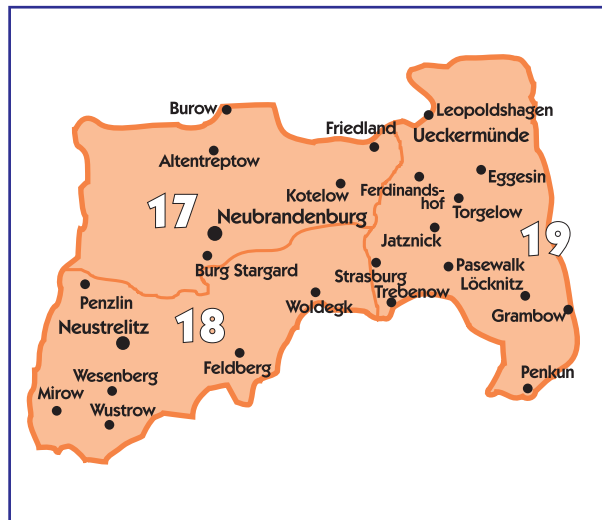 Burow
Leopoldshagen
Friedland
Ueckermünde
Altentreptow
Eggesin
Kotelow
Ferdinands-
hof
Torgelow
17
Neubrandenburg
19
Jatznick
Burg Stargard
Strasburg
Pasewalk
Löcknitz
Trebenow
Penzlin
Woldegk
Grambow
18
Neustrelitz
Feldberg
Penkun
Wesenberg
Mirow
Wustrow